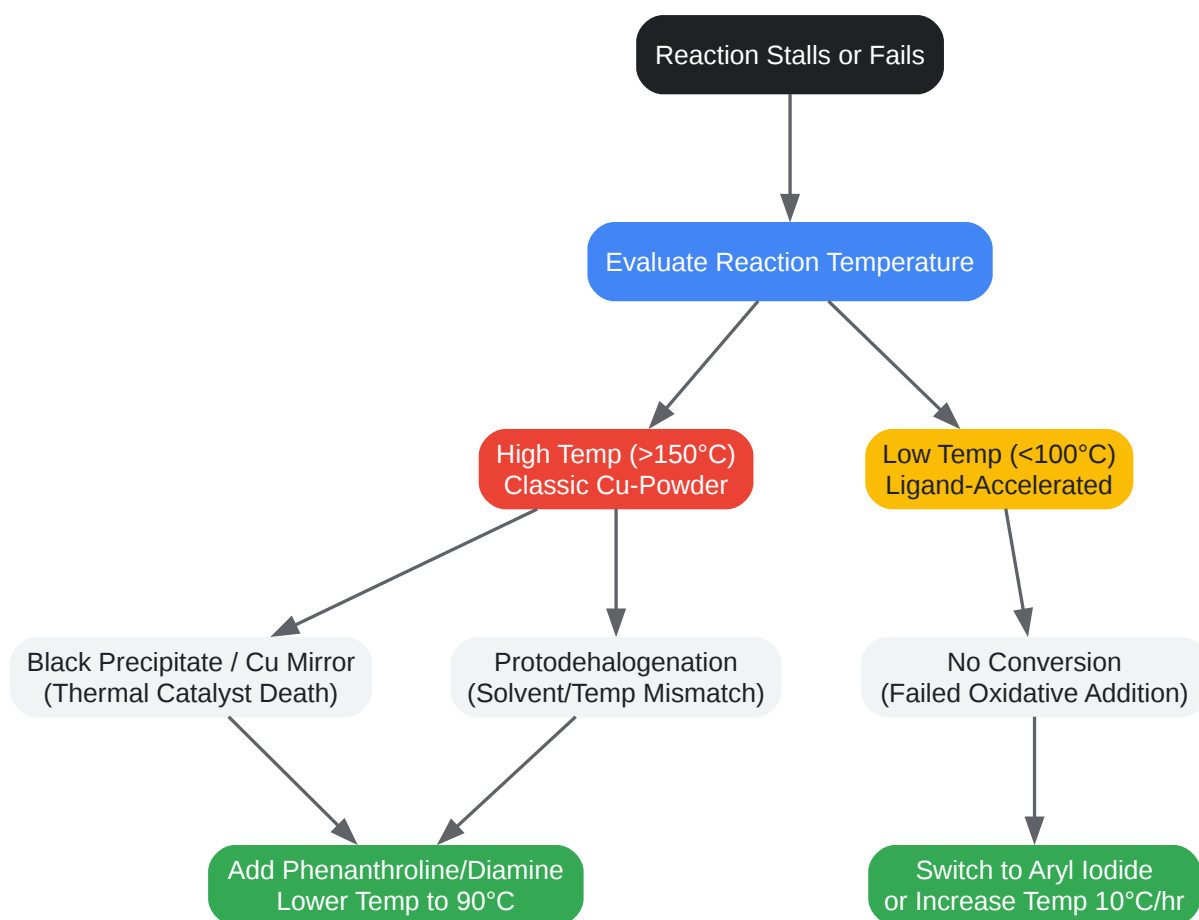 Reaction Stalls or Fails
Evaluate Reaction Temperature
High Temp (>150°C)
Classic Cu-Powder
Low Temp (<100°C)
Ligand-Accelerated
Black Precipitate / Cu Mirror
(Thermal Catalyst Death)
Protodehalogenation
(Solvent/Temp Mismatch)
No Conversion
(Failed Oxidative Addition)
Add Phenanthroline/Diamine
Lower Temp to 90°C
Switch to Aryl Iodide
or Increase Temp 10°C/hr